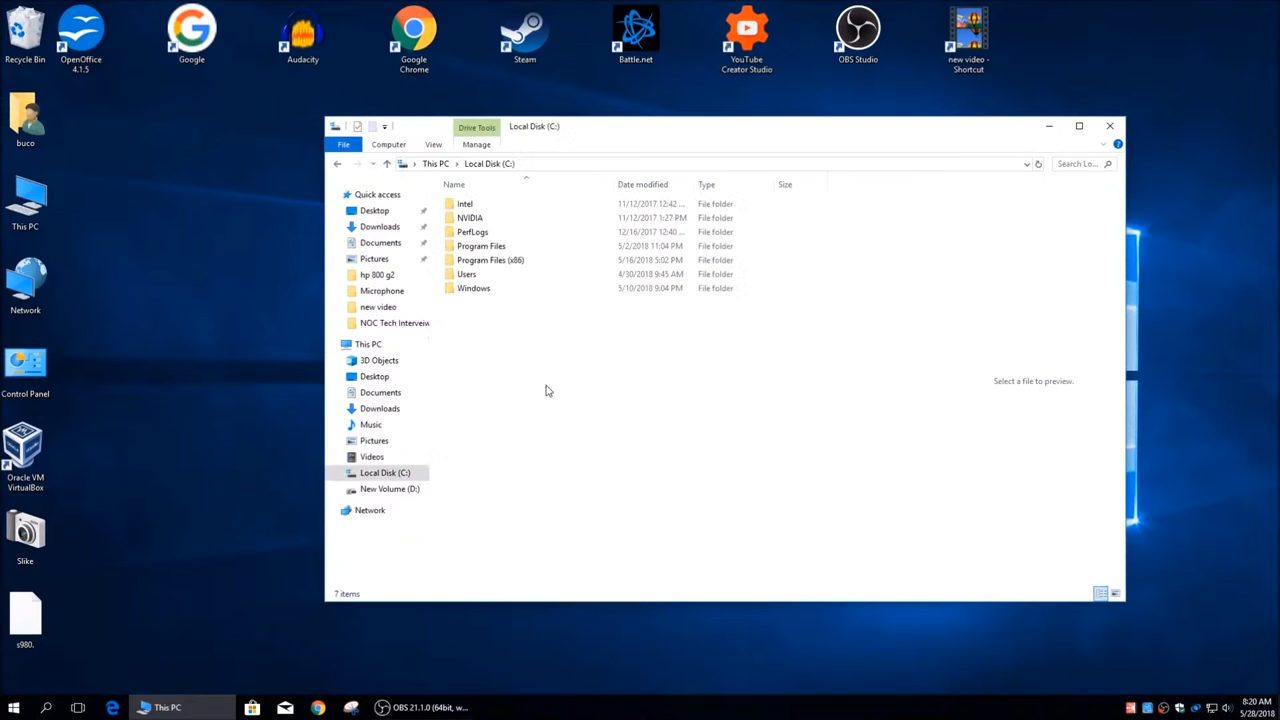 Recycle Bin
OpenOffice
4.1.5
Google
Audacity
Google
Chrome
Steam
Battle.net
YouTube
Creator Studio
OBS Studio
new video -
Shortcut
buco
This PC
Network
Control Panel
Oracle VM
VirtualBox
Slike
s980.
Drive Tools
Local Disk (C:)
File
Computer
View
Manage
This PC
Local Disk (C:)
Search Lo...
Quick access
Desktop
Downloads
Documents
Pictures
hp 800 g2
Microphone
new video
NOC Tech Interveiw
This PC
3D Objects
Desktop
Documents
Downloads
Music
Pictures
Videos
Local Disk (C:)
New Volume (D:)
Network
Name Date modified Type Size
Intel 11/12/2017 12:42 ... File folder
NVIDIA 11/12/2017 1:27 PM File folder
PerfLogs 12/16/2017 12:40 ... File folder
Program Files 5/2/2018 11:04 PM File folder
Program Files (x86) 5/16/2018 5:02 PM File folder
Users 4/30/2018 9:45 AM File folder
Windows 5/10/2018 9:04 PM File folder
Select a file to preview.
7 items
This PC
OBS 21.1.0 (64bit, w...
8:20 AM
5/28/2018